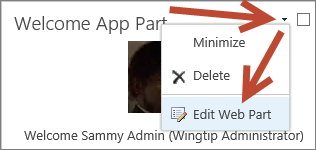 Welcome App Part
Minimize
Delete
Edit Web Part
Welcome Sammy Admin (Wingtip Administrator)